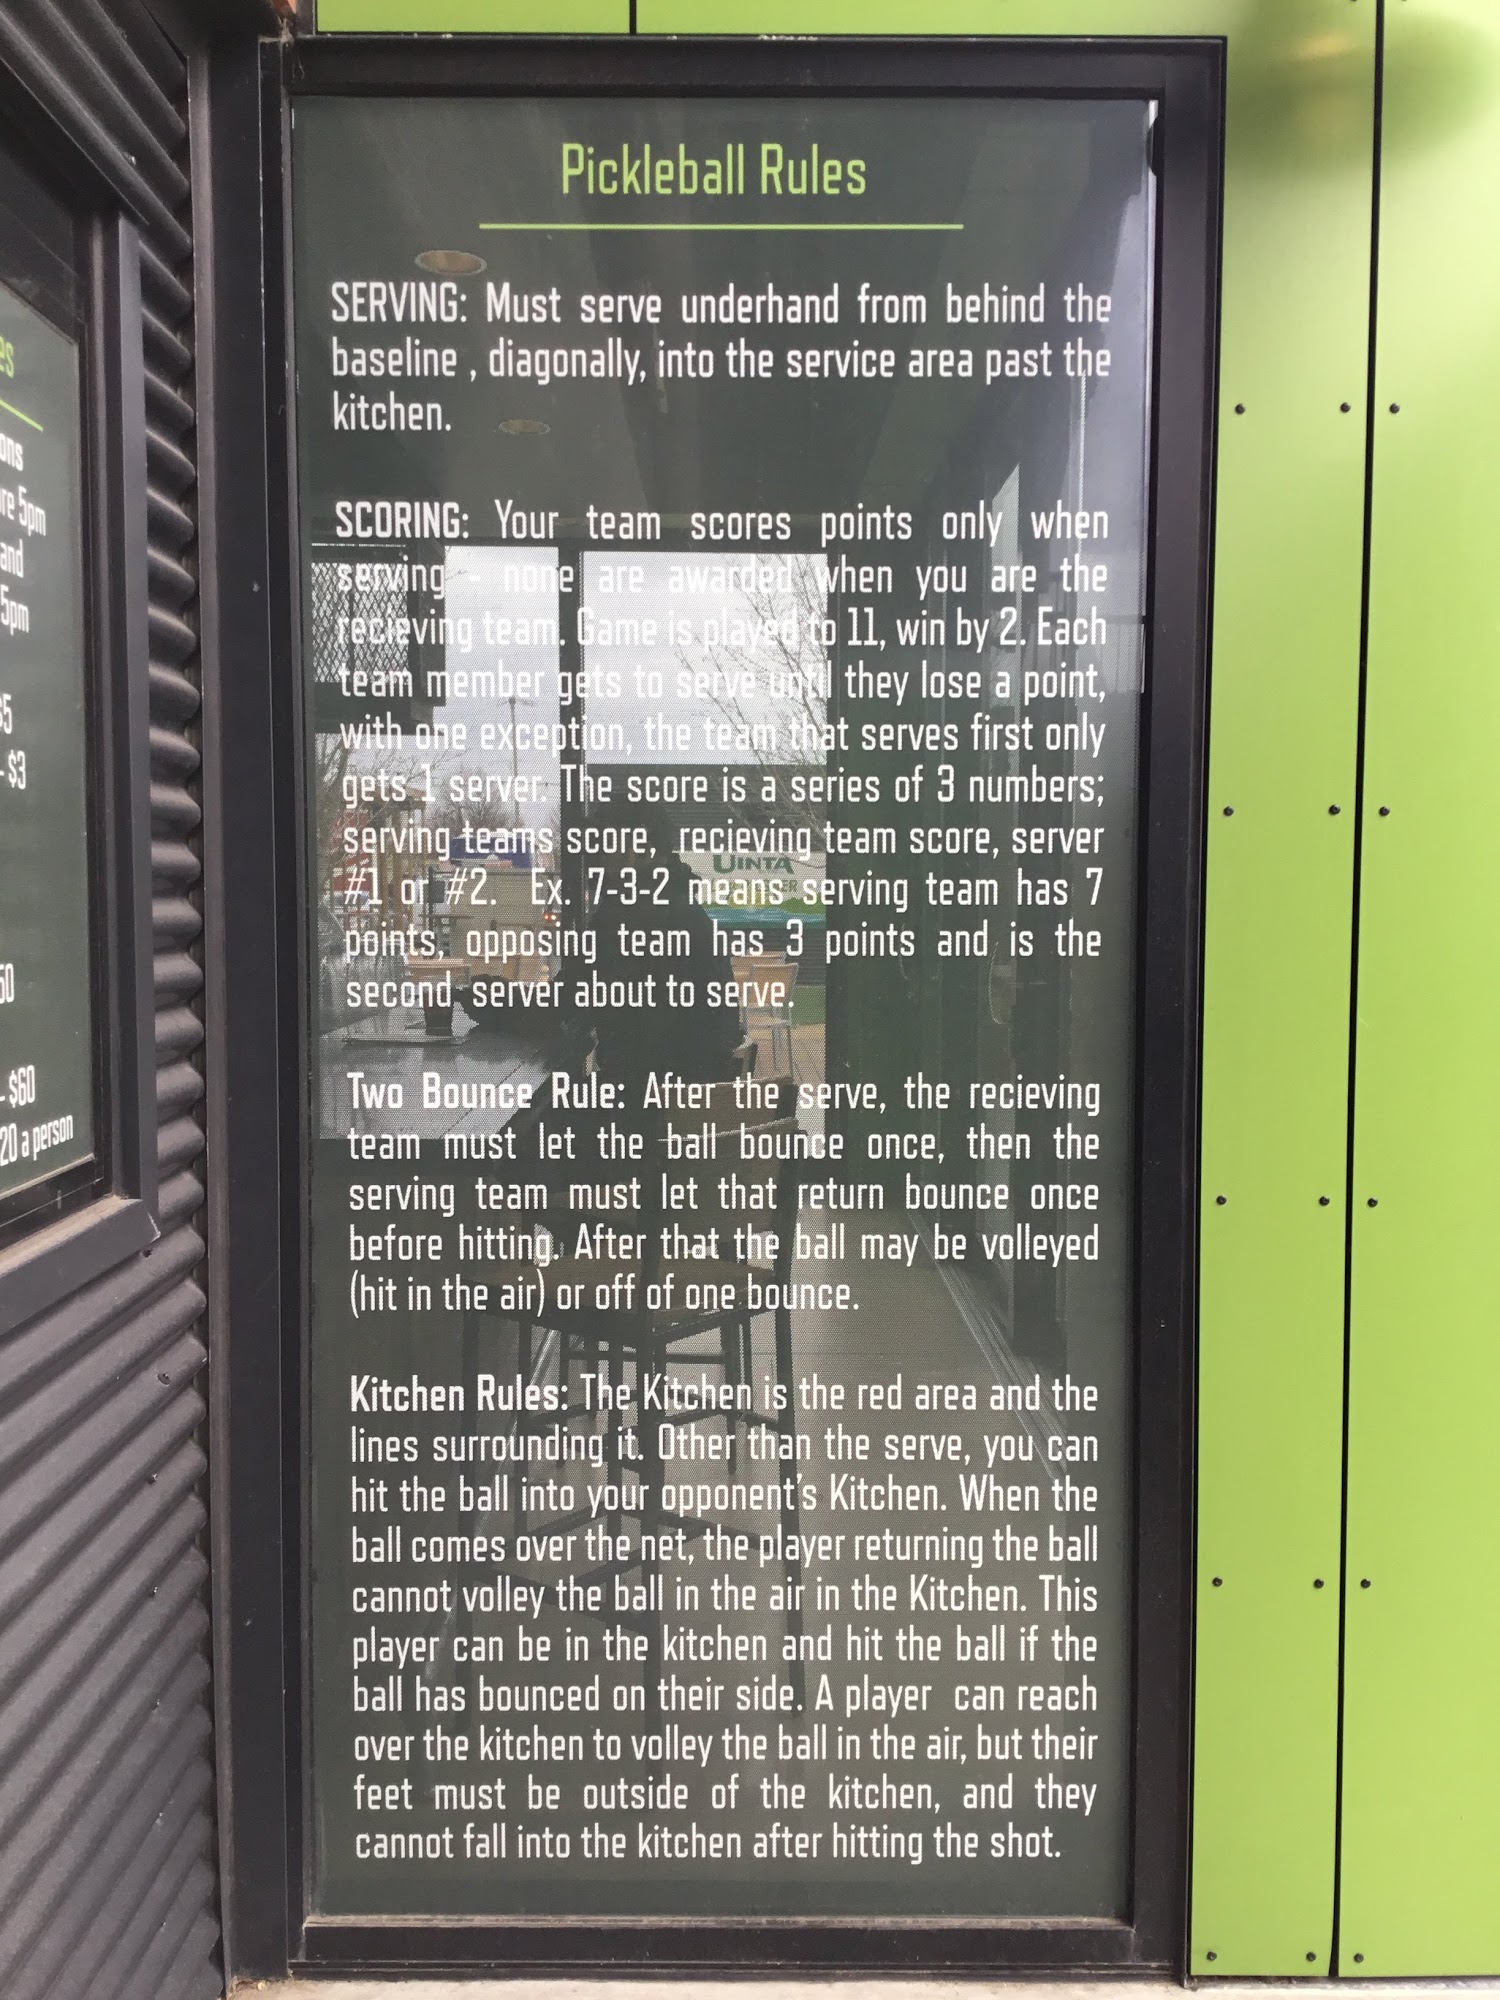 Pickleball Rules
SERVING: Must serve underhand from behind the
baseline , diagonally, into the service area past the
kitchen.
SCORING: Your team scores points only when
serving - none are awarded when you are the
recieving team. Game is played to 11, win by 2. Each
team member gets to serve until they lose a point,
with one exception, the team that serves first only
gets 1 server. The score is a series of 3 numbers;
serving teams score, recieving team score, server
#1 or #2. Ex. 7-3-2 means serving team has 7
points, opposing team has 3 points and is the
second server about to serve.
Two Bounce Rule: After the serve, the recieving
team must let the ball bounce once, then the
serving team must let that return bounce once
before hitting. After that the ball may be volleyed
(hit in the air) or off of one bounce.
Kitchen Rules: The Kitchen is the red area and the
lines surrounding it. Other than the serve, you can
hit the ball into your opponent's Kitchen. When the
ball comes over the net, the player returning the ball
cannot volley the ball in the air in the Kitchen. This
player can be in the kitchen and hit the ball if the
ball has bounced on their side. A player can reach
over the kitchen to volley the ball in the air, but their
feet must be outside of the kitchen, and they
cannot fall into the kitchen after hitting the shot.
UINTA
5pm
and
5pm
$5
- $3
- $60
20 a person